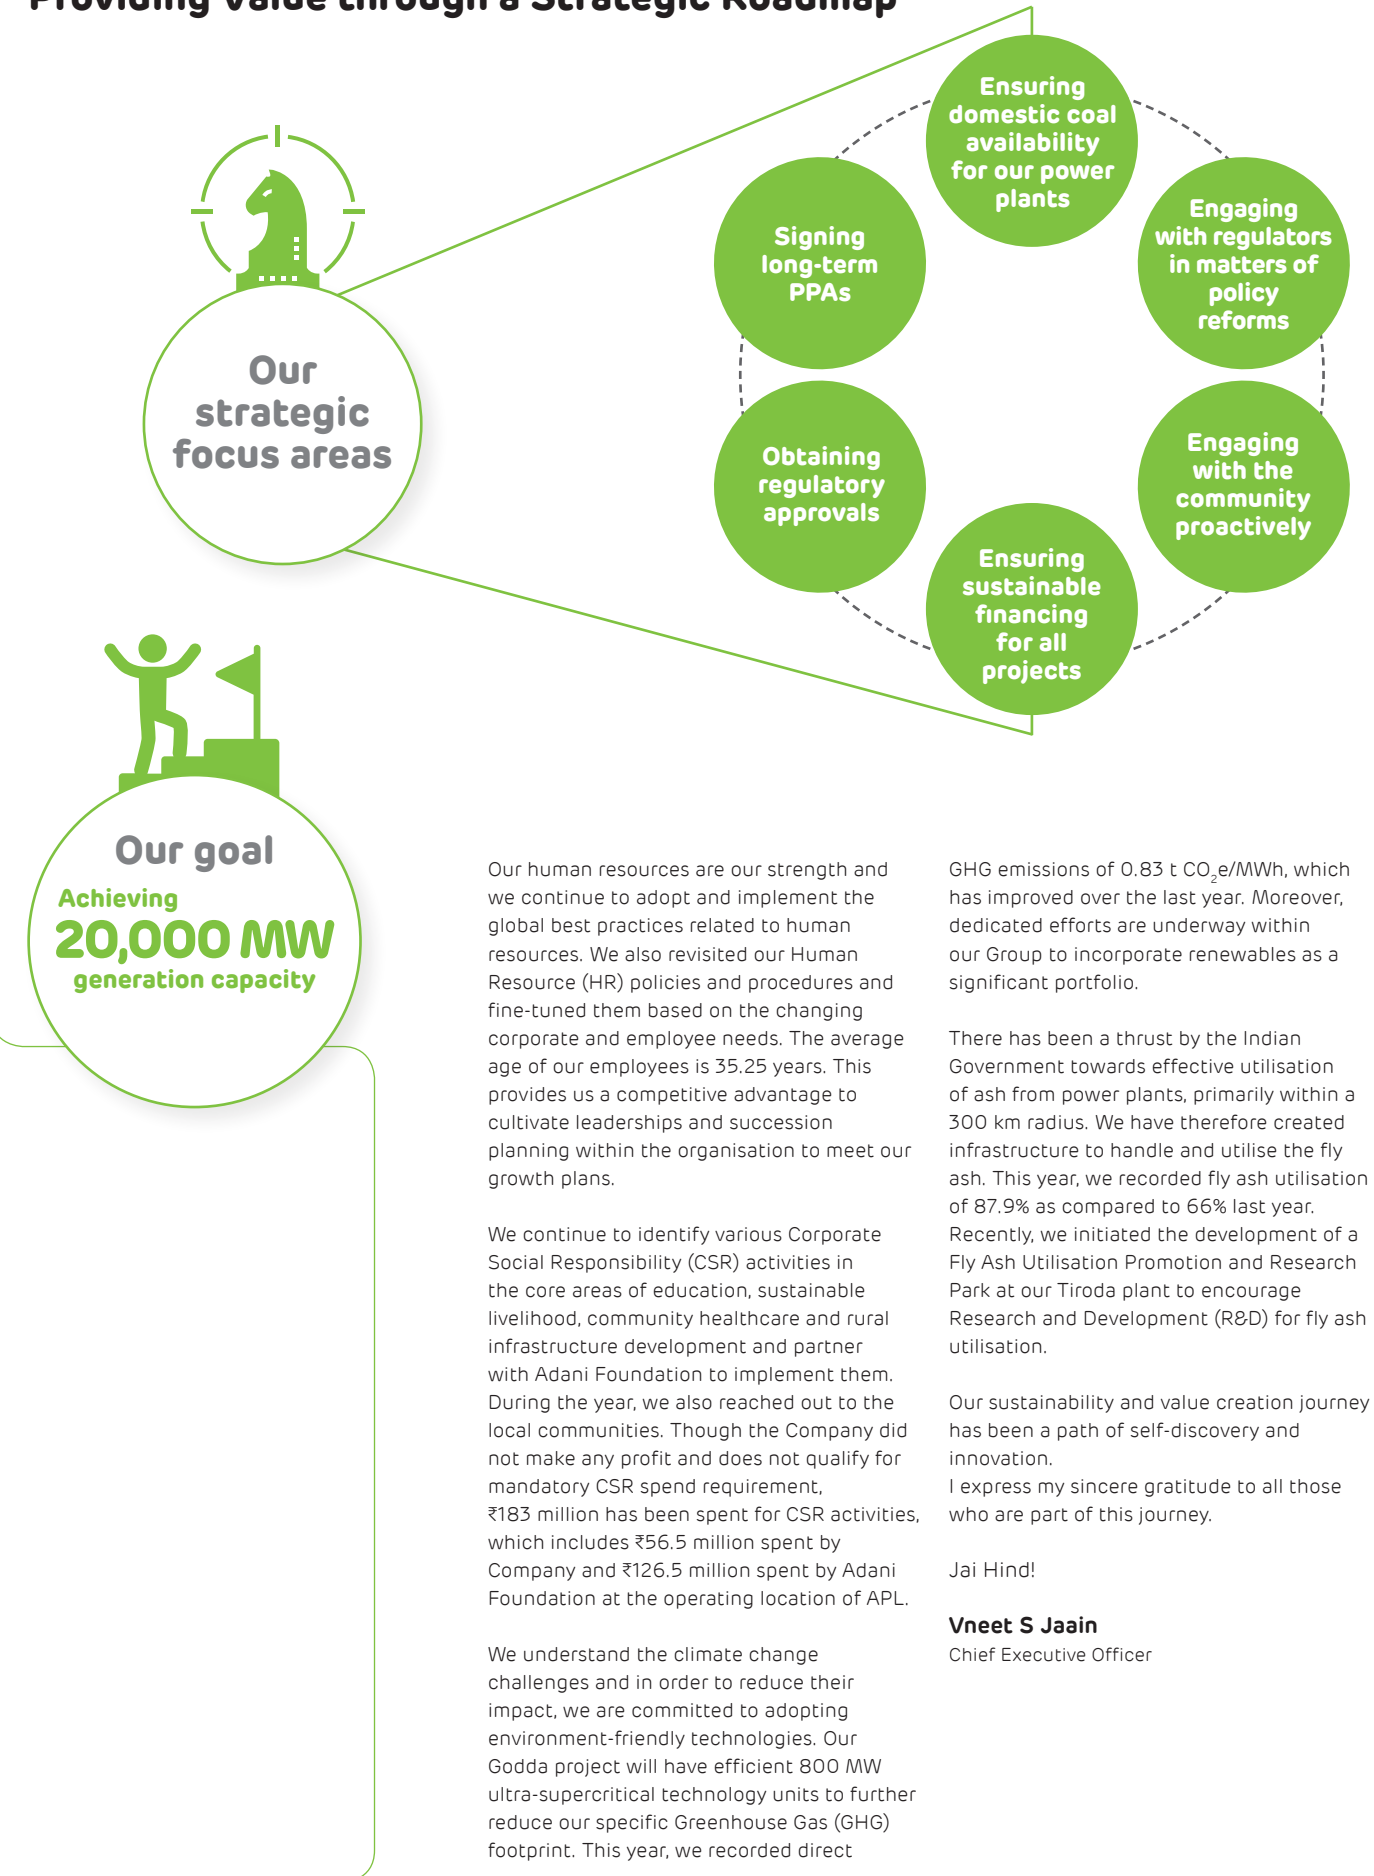 Providing Value through a Strategic Roadmap
Our
strategic
focus areas
Ensuring
domestic coal
availability
for our power
plants
Engaging
with regulators
in matters of
policy
reforms
Engaging
with the
community
proactively
Ensuring
sustainable
financing
for all
projects
Obtaining
regulatory
approvals
Signing
long-term
PPAs
Our goal
Achieving
20,000 MW
generation capacity
Our human resources are our strength and
we continue to adopt and implement the
global best practices related to human
resources. We also revisited our Human
Resource (HR) policies and procedures and
fine-tuned them based on the changing
corporate and employee needs. The average
age of our employees is 35.25 years. This
provides us a competitive advantage to
cultivate leaderships and succession
planning within the organisation to meet our
growth plans.
We continue to identify various Corporate
Social Responsibility (CSR) activities in
the core areas of education, sustainable
livelihood, community healthcare and rural
infrastructure development and partner
with Adani Foundation to implement them.
During the year, we also reached out to the
local communities. Though the Company did
not make any profit and does not qualify for
mandatory CSR spend requirement,
₹183 million has been spent for CSR activities,
which includes ₹56.5 million spent by
Company and ₹126.5 million spent by Adani
Foundation at the operating location of APL.
We understand the climate change
challenges and in order to reduce their
impact, we are committed to adopting
environment-friendly technologies. Our
Godda project will have efficient 800 MW
ultra-supercritical technology units to further
reduce our specific Greenhouse Gas (GHG)
footprint. This year, we recorded direct
GHG emissions of 0.83 t CO₂e/MWh, which
has improved over the last year. Moreover,
dedicated efforts are underway within
our Group to incorporate renewables as a
significant portfolio.
There has been a thrust by the Indian
Government towards effective utilisation
of ash from power plants, primarily within a
300 km radius. We have therefore created
infrastructure to handle and utilise the fly
ash. This year, we recorded fly ash utilisation
of 87.9% as compared to 66% last year.
Recently, we initiated the development of a
Fly Ash Utilisation Promotion and Research
Park at our Tiroda plant to encourage
Research and Development (R&D) for fly ash
utilisation.
Our sustainability and value creation journey
has been a path of self-discovery and
innovation.
I express my sincere gratitude to all those
who are part of this journey.
Jai Hind!
Vneet S Jaain
Chief Executive Officer